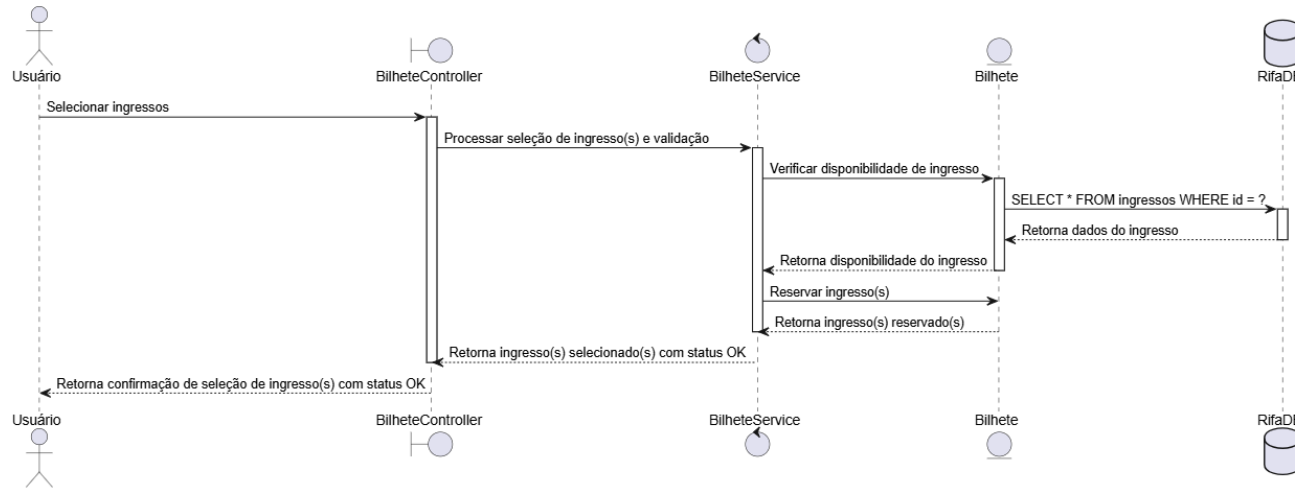 Usuário
BilheteController
BilheteService
Bilhete
RifaDB
Selecionar ingressos
Processar seleção de ingresso(s) e validação
Verificar disponibilidade de ingresso
SELECT * FROM ingressos WHERE id = ?
Retorna dados do ingresso
Retorna disponibilidade do ingresso
Reservar ingresso(s)
Retorna ingresso(s) reservado(s)
Retorna ingresso(s) selecionado(s) com status OK
Retorna confirmação de seleção de ingresso(s) com status OK
Usuário
BilheteController
BilheteService
Bilhete
RifaDB